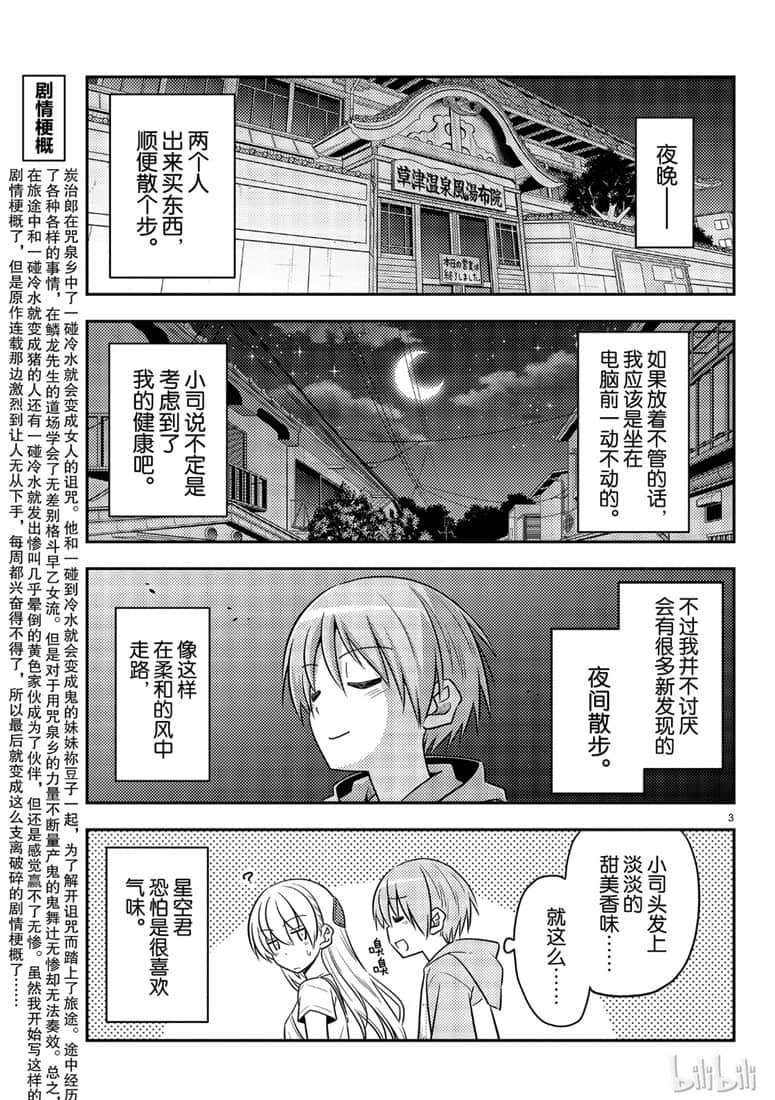 夜晚——
草津温泉風湯布院
本日の営業は
終了しました。
两个人
出来买东西，
顺便散个步。
如果放着不管的话，
我应该是坐在
电脑前一动不动的。
小司说不定是
考虑到了
我的健康吧。
不过我并不讨厌
会有很多新发现的
夜间散步。
像这样
在柔和的风中
走路，
3
小司头发上
淡淡的
甜美香味……
就这么……
嗅嗅
?
星空君
恐怕是很喜欢
气味。
剧情梗概
炭治郎在咒泉乡中了一碰冷水就会变成女人的诅咒。他和一碰到冷水就会变成鬼的妹妹祢豆子一起，为了解开诅咒而踏上了旅途。途中经历
了各种各样的事情，在鳞龙先生的道场学会了无差别格斗早乙女流。但是对于用咒泉乡的力量不断量产鬼的鬼舞辻无惨却无法奏效。总之，
在旅途中和一碰冷水就变成猪的人还有一碰冷水就发出惨叫几乎晕倒的黄色家伙成为了伙伴，但还是感觉赢不了无惨。虽然我开始写这样的
剧情梗概了，但是原作连载那边激烈到让人无从下手，每周都兴奋得不得了，所以最后就变成这么支离破碎的剧情梗概了……
bilibili